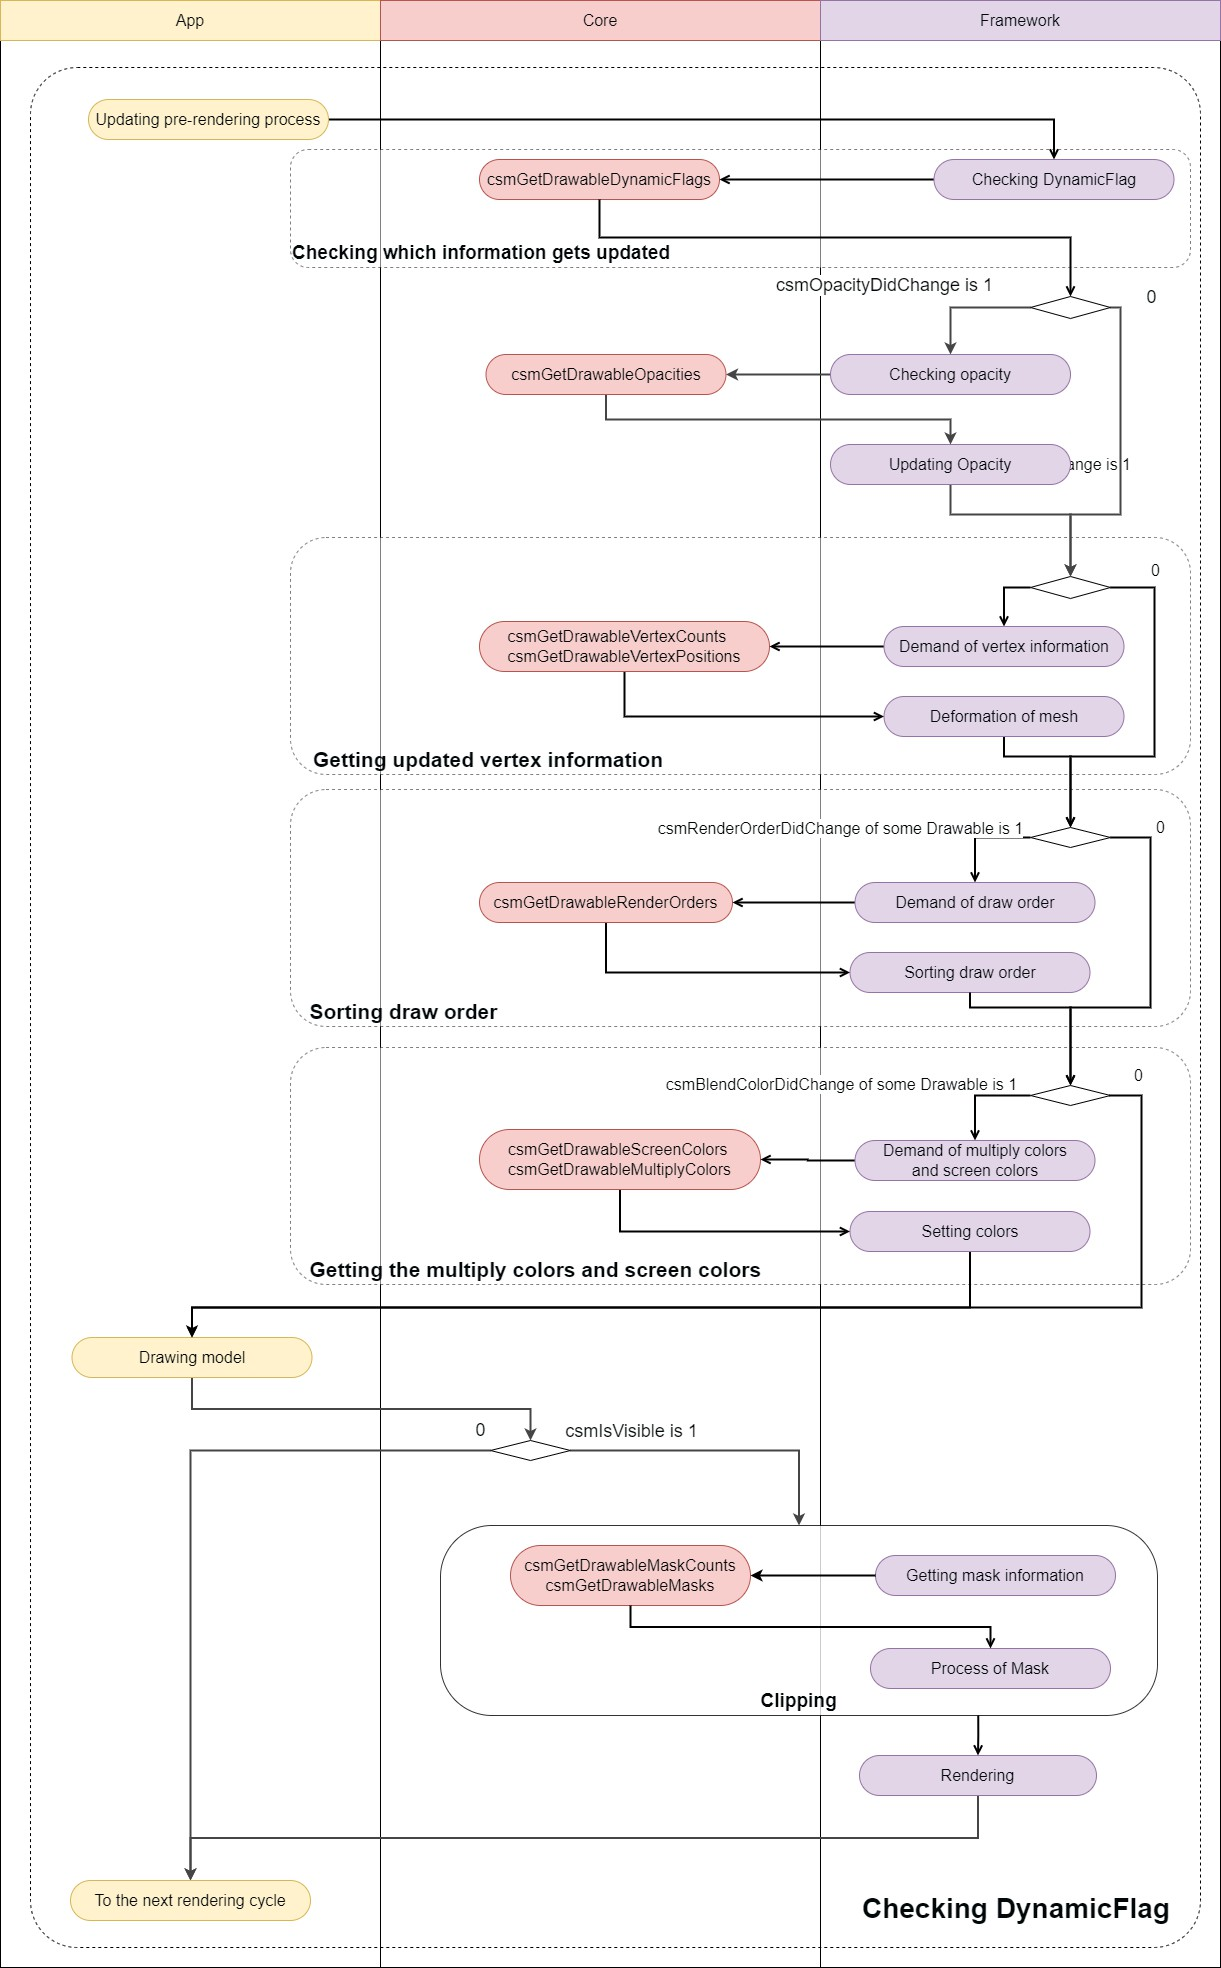 App
Core
Framework
Updating pre-rendering process
csmGetDrawableDynamicFlags
Checking DynamicFlag
Checking which information gets updated
csmOpacityDidChange is 1
0
csmGetDrawableOpacities
Checking opacity
Updating Opacity
ange is 1
0
csmGetDrawableVertexCounts
csmGetDrawableVertexPositions
Demand of vertex information
Deformation of mesh
Getting updated vertex information
csmRenderOrderDidChange of some Drawable is 1
0
csmGetDrawableRenderOrders
Demand of draw order
Sorting draw order
Sorting draw order
csmBlendColorDidChange of some Drawable is 1
0
csmGetDrawableScreenColors
csmGetDrawableMultiplyColors
Demand of multiply colors
and screen colors
Setting colors
Getting the multiply colors and screen colors
Drawing model
0
csmIsVisible is 1
csmGetDrawableMaskCounts
csmGetDrawableMasks
Getting mask information
Process of Mask
Clipping
Rendering
To the next rendering cycle
Checking DynamicFlag